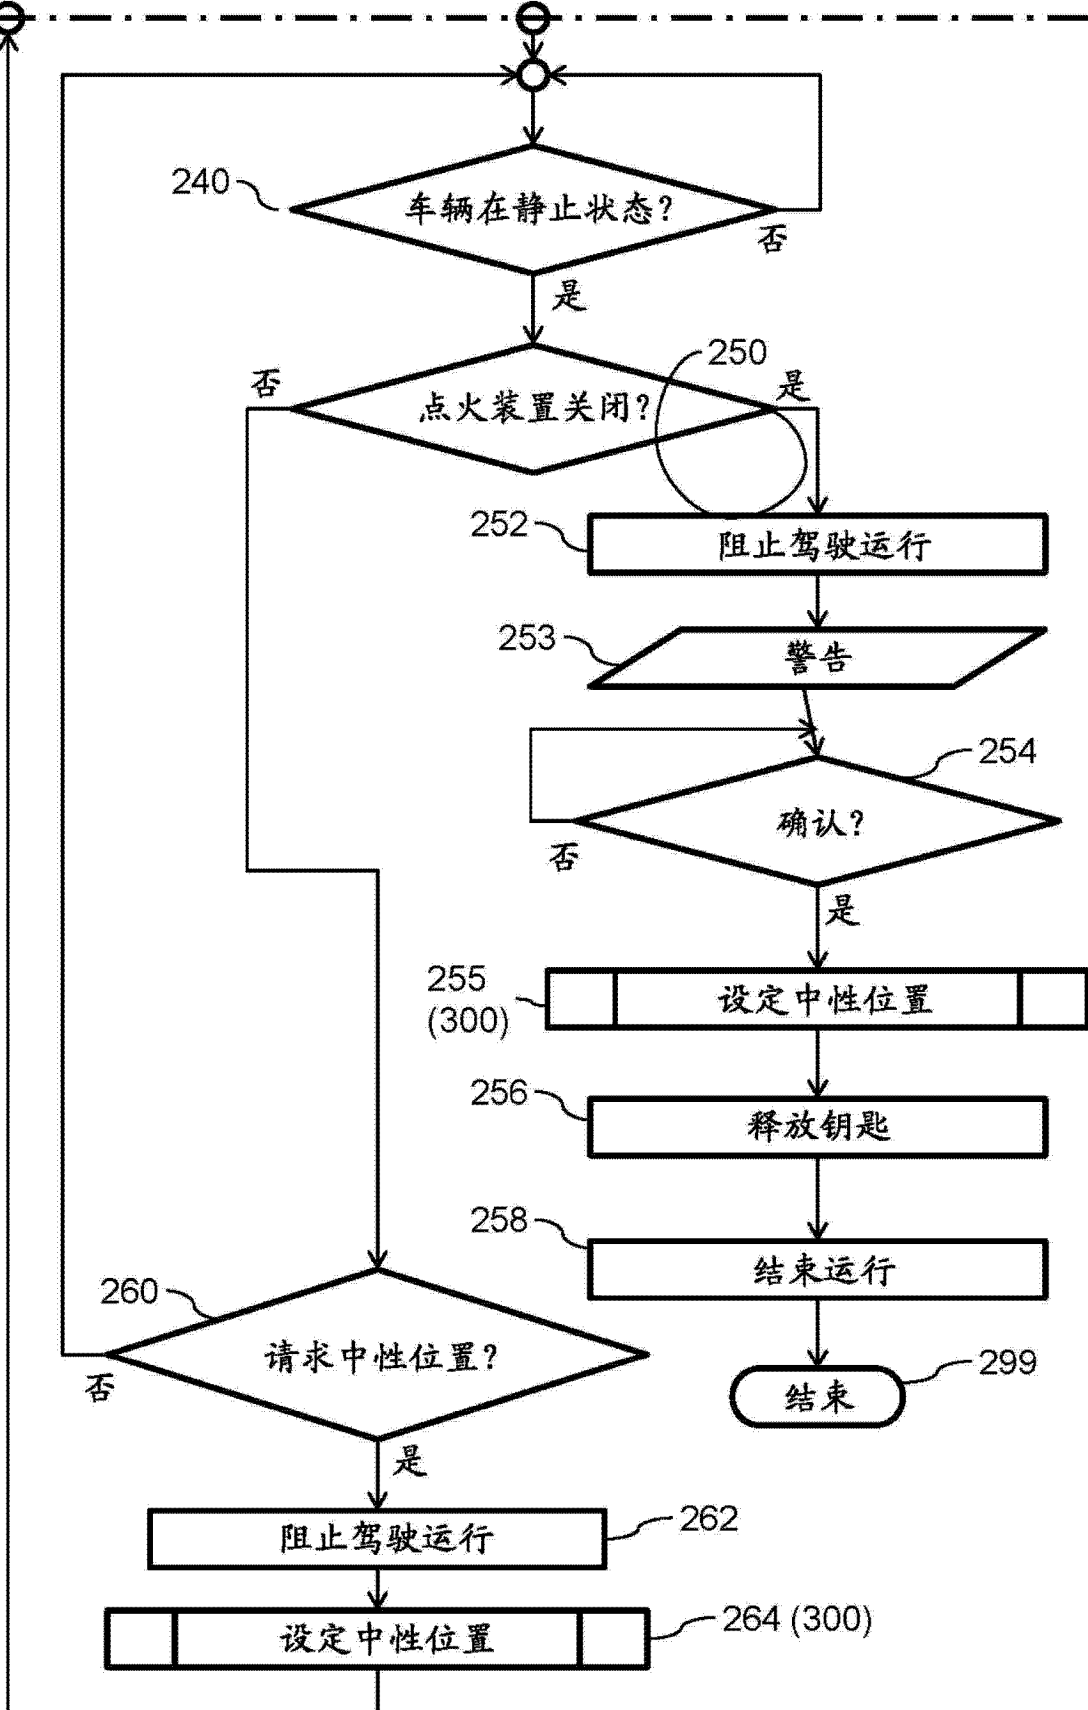 240
车辆在静止状态?
否
是
250
否
点火装置关闭?
是
252
阻止驾驶运行
253
警告
254
确认?
否
是
255
(300)
设定中性位置
256
释放钥匙
258
结束运行
260
请求中性位置?
否
299
结束
是
262
阻止驾驶运行
264 (300)
设定中性位置